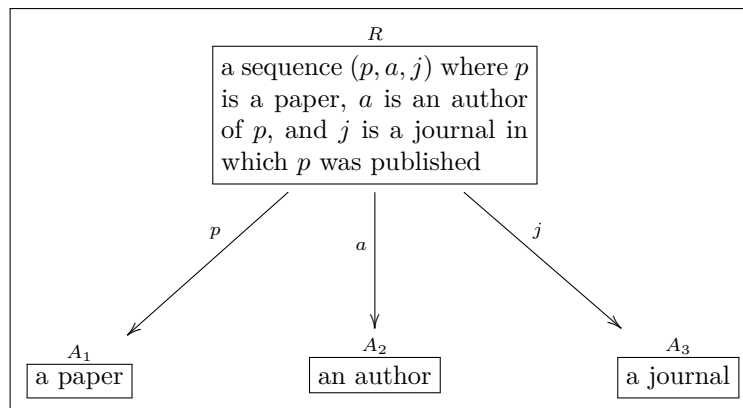 R
a sequence (p, a, j) where p
is a paper, a is an author
of p, and j is a journal in
which p was published
p
a
j
A₁
A₂
A₃
a paper
an author
a journal